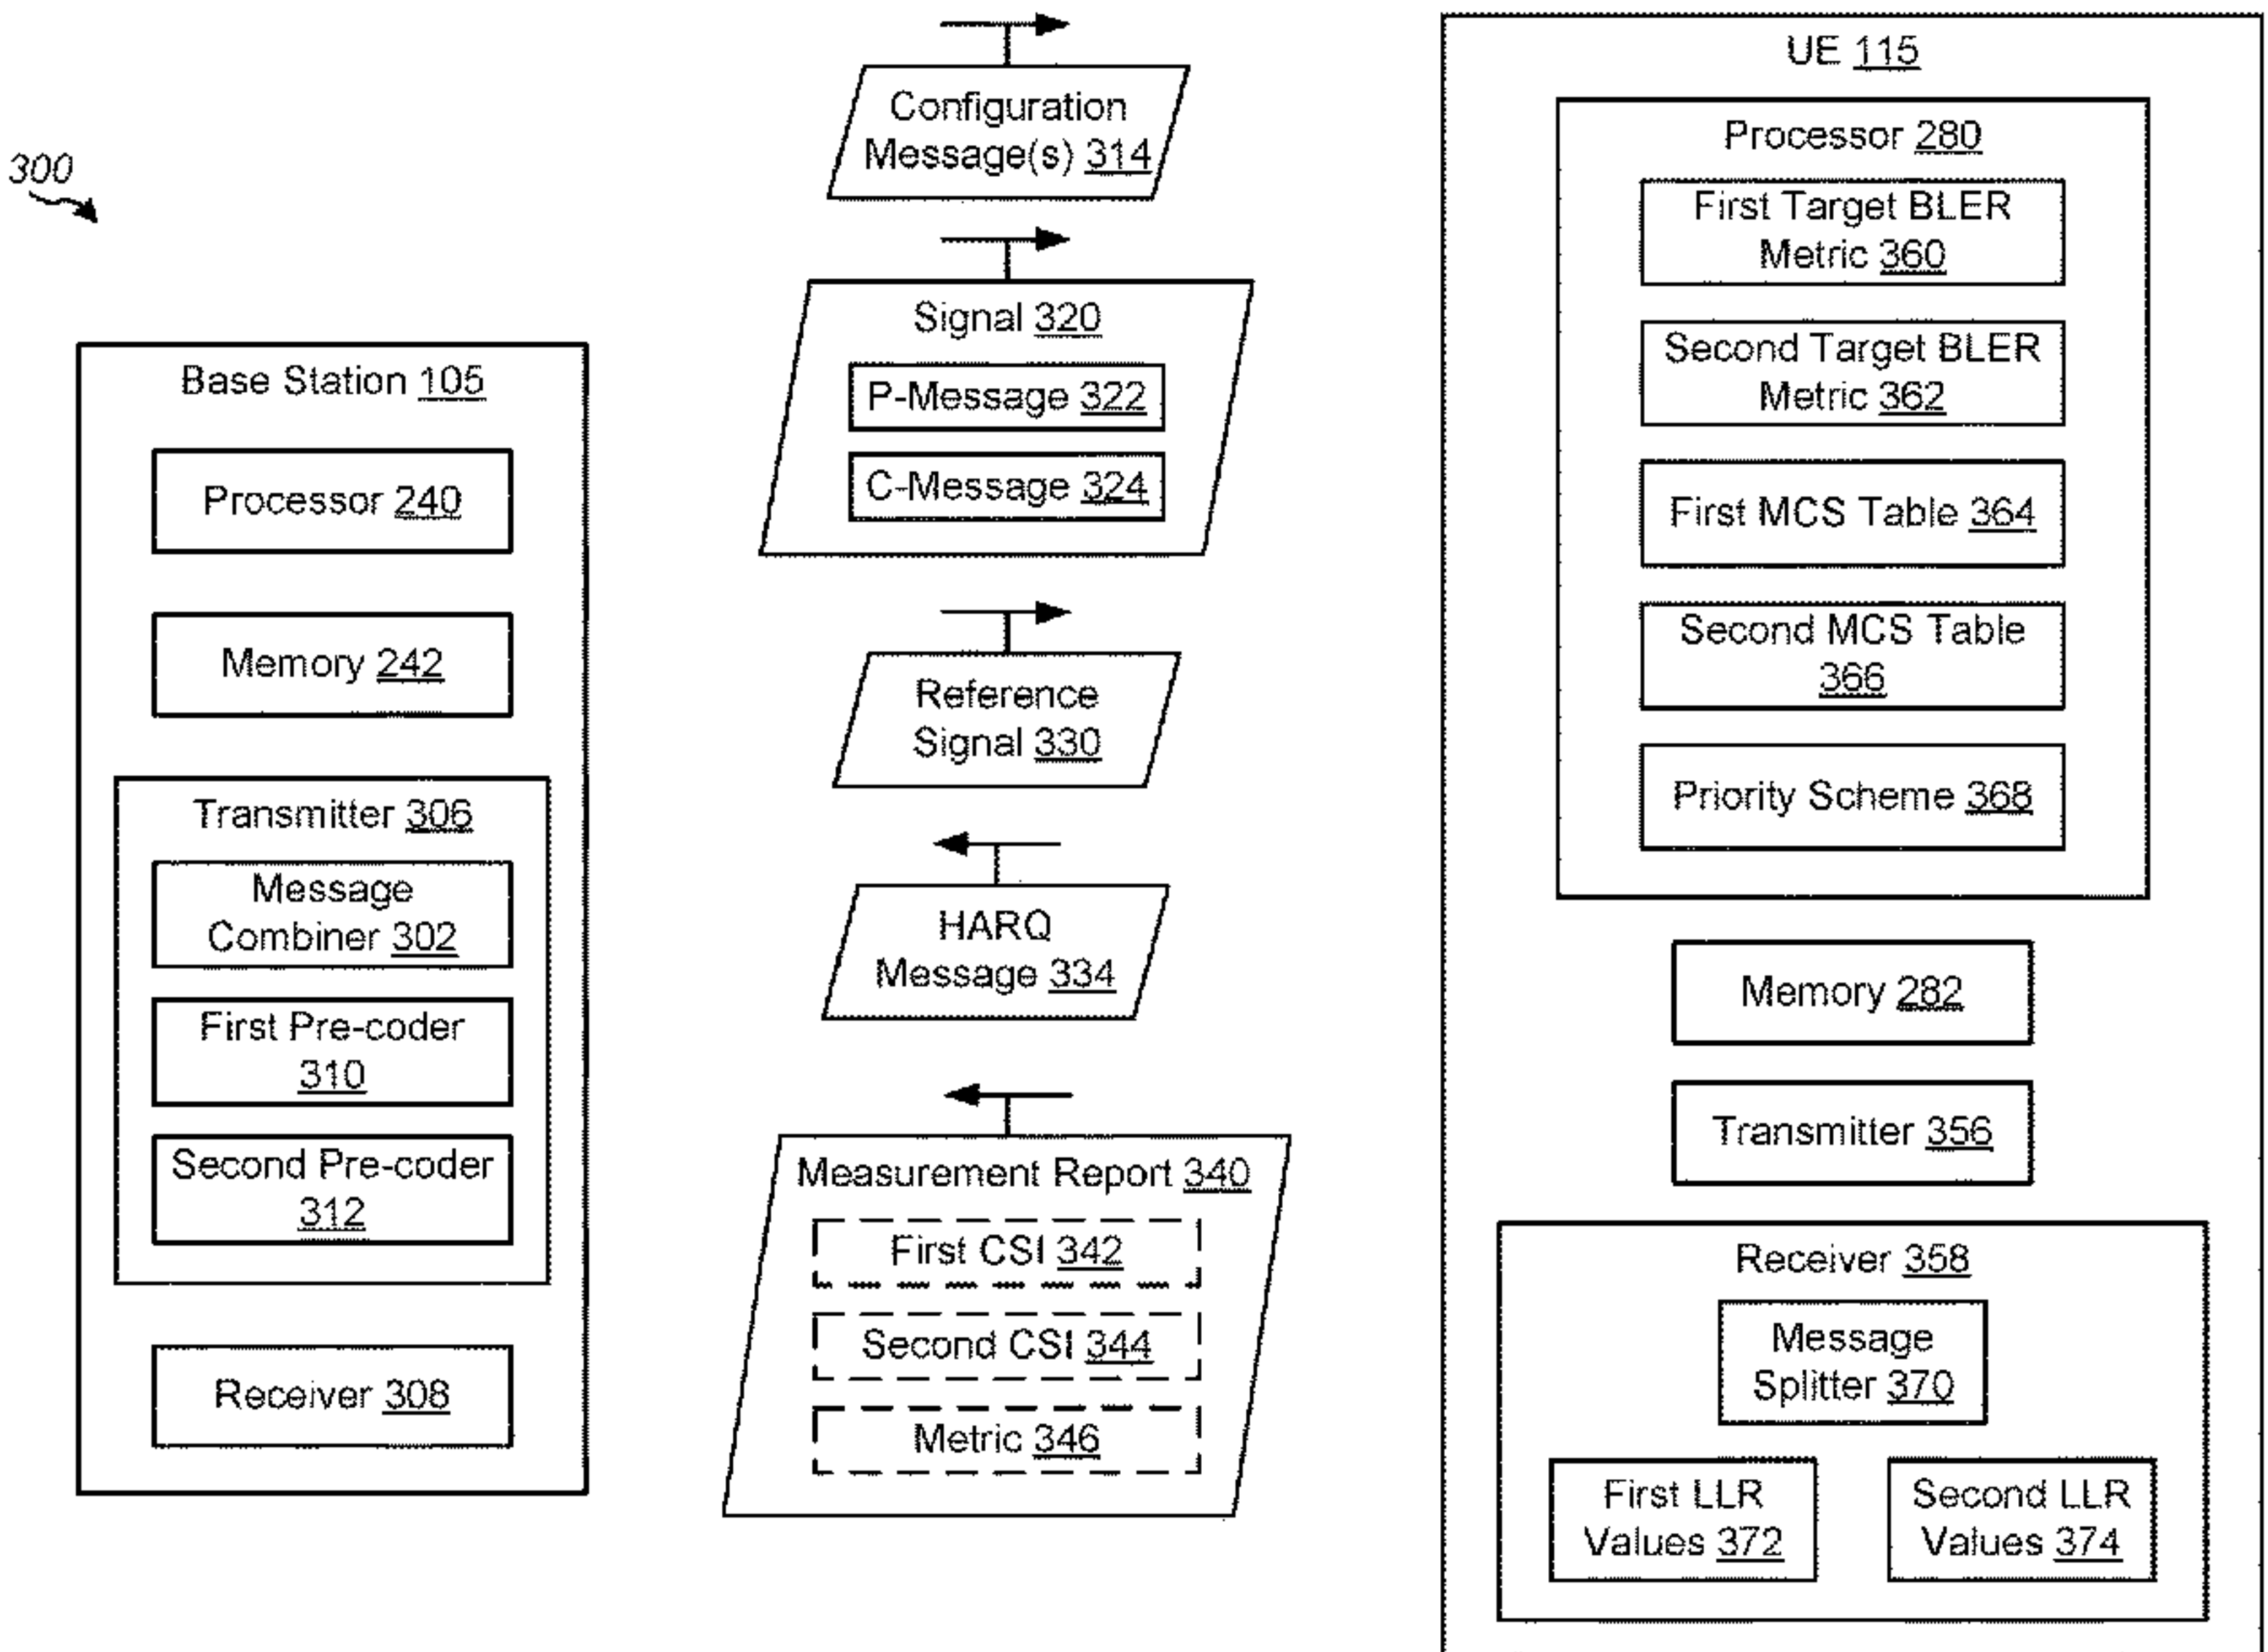 300
Base Station 105
Processor 240
Memory 242
Transmitter 306
Message
Combiner 302
First Pre-coder
310
Second Pre-coder
312
Receiver 308
Configuration
Message(s) 314
Signal 320
P-Message 322
C-Message 324
Reference
Signal 330
HARQ
Message 334
Measurement Report 340
First CSI 342
Second CSI 344
Metric 346
UE 115
Processor 280
First Target BLER
Metric 360
Second Target BLER
Metric 362
First MCS Table 364
Second MCS Table
366
Priority Scheme 368
Memory 282
Transmitter 356
Receiver 358
Message
Splitter 370
First LLR
Values 372
Second LLR
Values 374